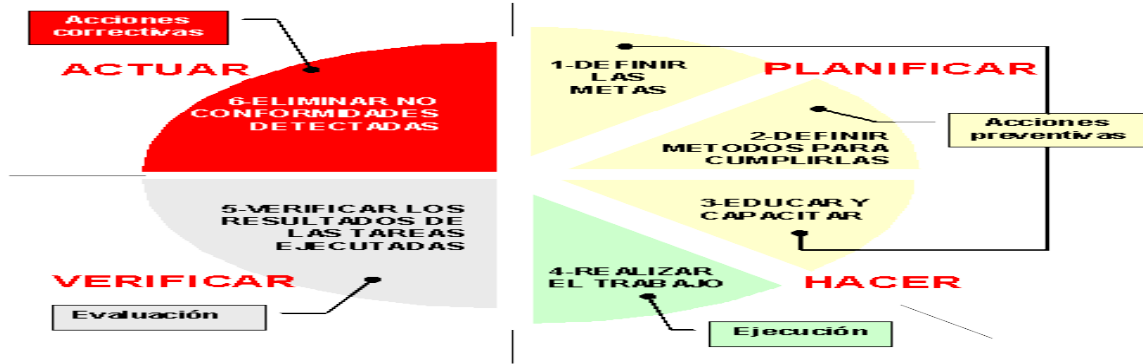 Acciones
correctivas
ACTUAR
6-ELIMINAR NO
CONFORMIDADES
DETECTADAS
1-DEFINIR
LAS
METAS
PLANIFICAR
2-DEFINIR
METODOS PARA
CUMPLIRLAS
Acciones
preventivas
3-EDUCAR Y
CAPACITAR
HACER
4-REALIZAR
EL TRABAJO
Ejecución
5-VERIFICAR LOS
RESULTADOS DE
LAS TAREAS
EJECUTADAS
VERIFICAR
Evaluación